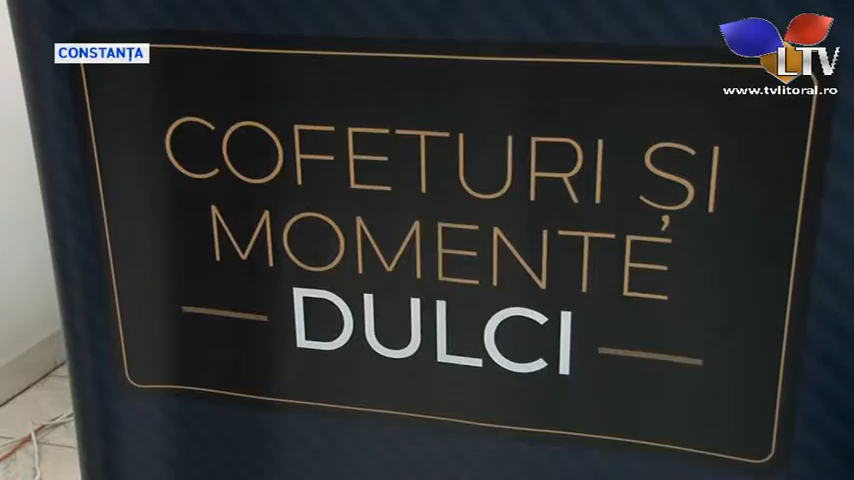 CONSTANȚA
LTV
www.tvlitoral.ro
COFETURI ȘI
MOMENTE
DULCI